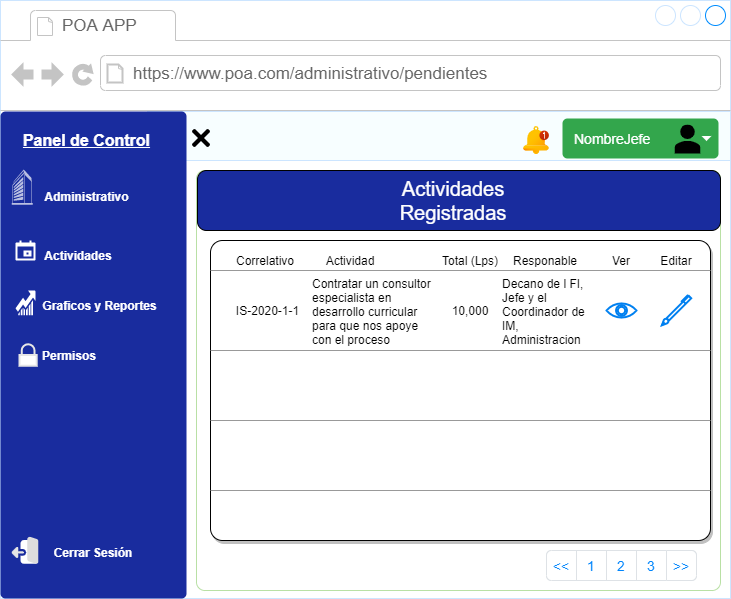 POA APP
https://www.poa.com/administrativo/pendientes
Panel de Control
Administrativo
Actividades
Graficos y Reportes
Permisos
Cerrar Sesión
1
NombreJefe
Actividades
Registradas
Correlativo Actividad Total (Lps) Responable Ver Editar
IS-2020-1-1
Contratar un consultor
especialista en
desarrollo curricular
para que nos apoye
con el proceso
10,000
Decano de I FI,
Jefe y el
Coordinador de
IM,
Administracion
<< 1 2 3 >>